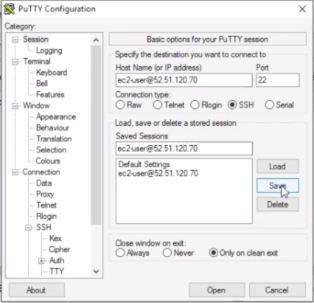 PuTTY Configuration
Category:
Session
Logging
Terminal
Keyboard
Bell
Features
Window
Appearance
Behaviour
Translation
Selection
Colours
Connection
Data
Proxy
Telnet
Rlogin
SSH
Kex
Cipher
Auth
TTY
Basic options for your PuTTY session
Specify the destination you want to connect to
Host Name (or IP address) Port
ec2-user@52.51.120.70 22
Connection type:
Raw Telnet Rlogin SSH Serial
Load, save or delete a stored session
Saved Sessions
ec2-user@52.51.120.70
Default Settings
ec2-user@52.51.120.70
Load
Save
Delete
Close window on exit:
Always Never Only on clean exit
About Open Cancel